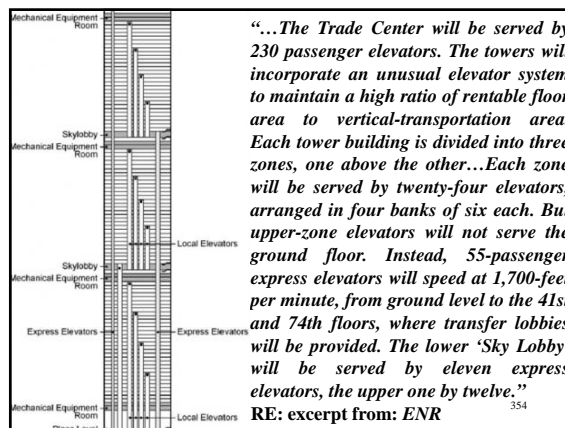 Mechanical Equipment
Room
Skylobby
Mechanical Equipment
Room
Local Elevators
Skylobby
Mechanical Equipment
Room
Express Elevators
Express Elevators
Mechanical Equipment
Room
Local Elevators
“…The Trade Center will be served by
230 passenger elevators. The towers will
incorporate an unusual elevator system
to maintain a high ratio of rentable floor
area to vertical-transportation area.
Each tower building is divided into three
zones, one above the other…Each zone
will be served by twenty-four elevators,
arranged in four banks of six each. But
upper-zone elevators will not serve the
ground floor. Instead, 55-passenger
express elevators will speed at 1,700-feet
per minute, from ground level to the 41st
and 74th floors, where transfer lobbies
will be provided. The lower ‘Sky Lobby’
will be served by eleven express
elevators, the upper one by twelve.”
RE: excerpt from: ENR
354